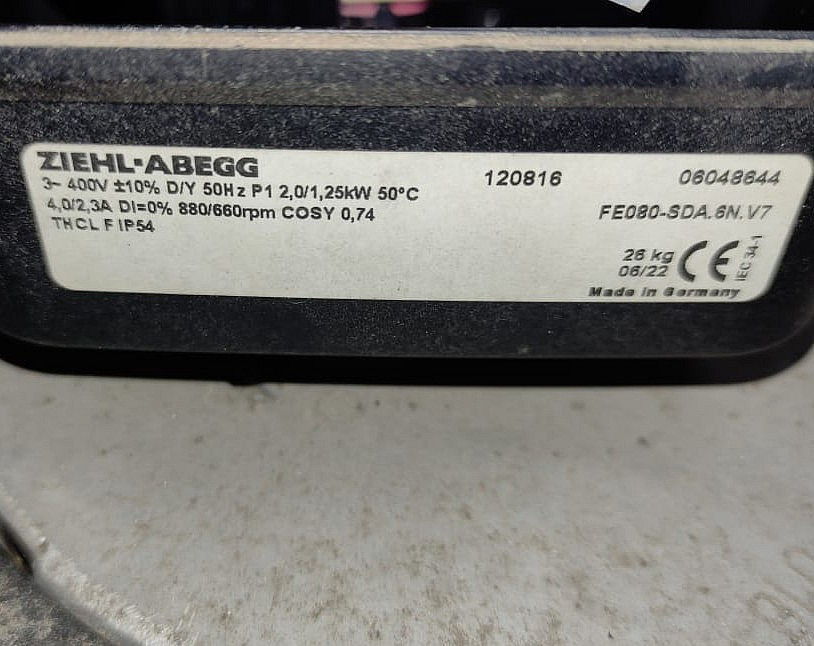 ZIEHL-ABEGG
3~ 400V ±10% D/Y 50Hz P1 2,0/1,25kW 50°C
4,0/2,3A DI=0% 880/660rpm COSY 0,74
THCL F IP54
120816
06048644
FE080-SDA.6N.V7
26 kg
06/22
CE
IEC 34-1
Made in Germany